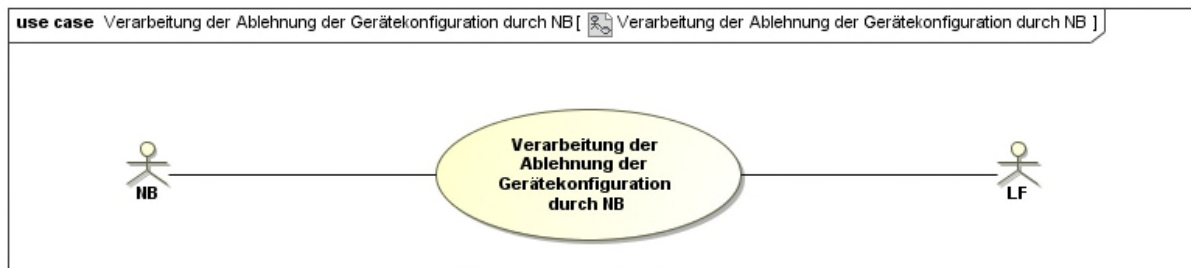 use case Verarbeitung der Ablehnung der Gerätekonfiguration durch NB[ Verarbeitung der Ablehnung der Gerätekonfiguration durch NB ]
Verarbeitung der
Ablehnung der
Gerätekonfiguration
durch NB
NB
LF